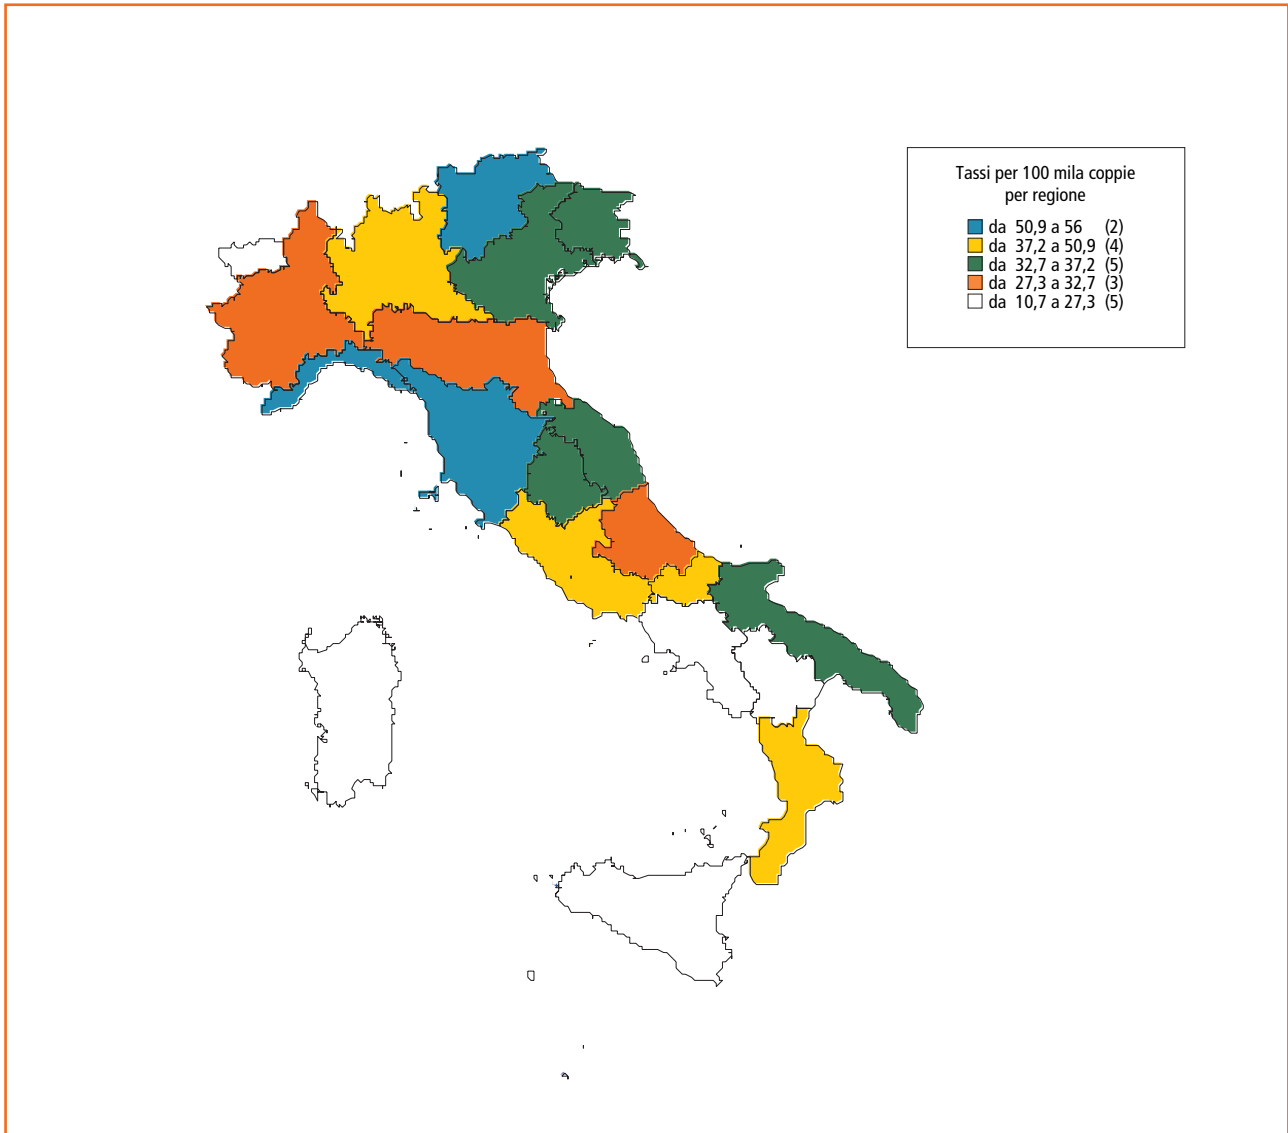 Tassi per 100 mila coppie
per regione
da 50,9 a 56 (2)
da 37,2 a 50,9 (4)
da 32,7 a 37,2 (5)
da 27,3 a 32,7 (3)
da 10,7 a 27,3 (5)